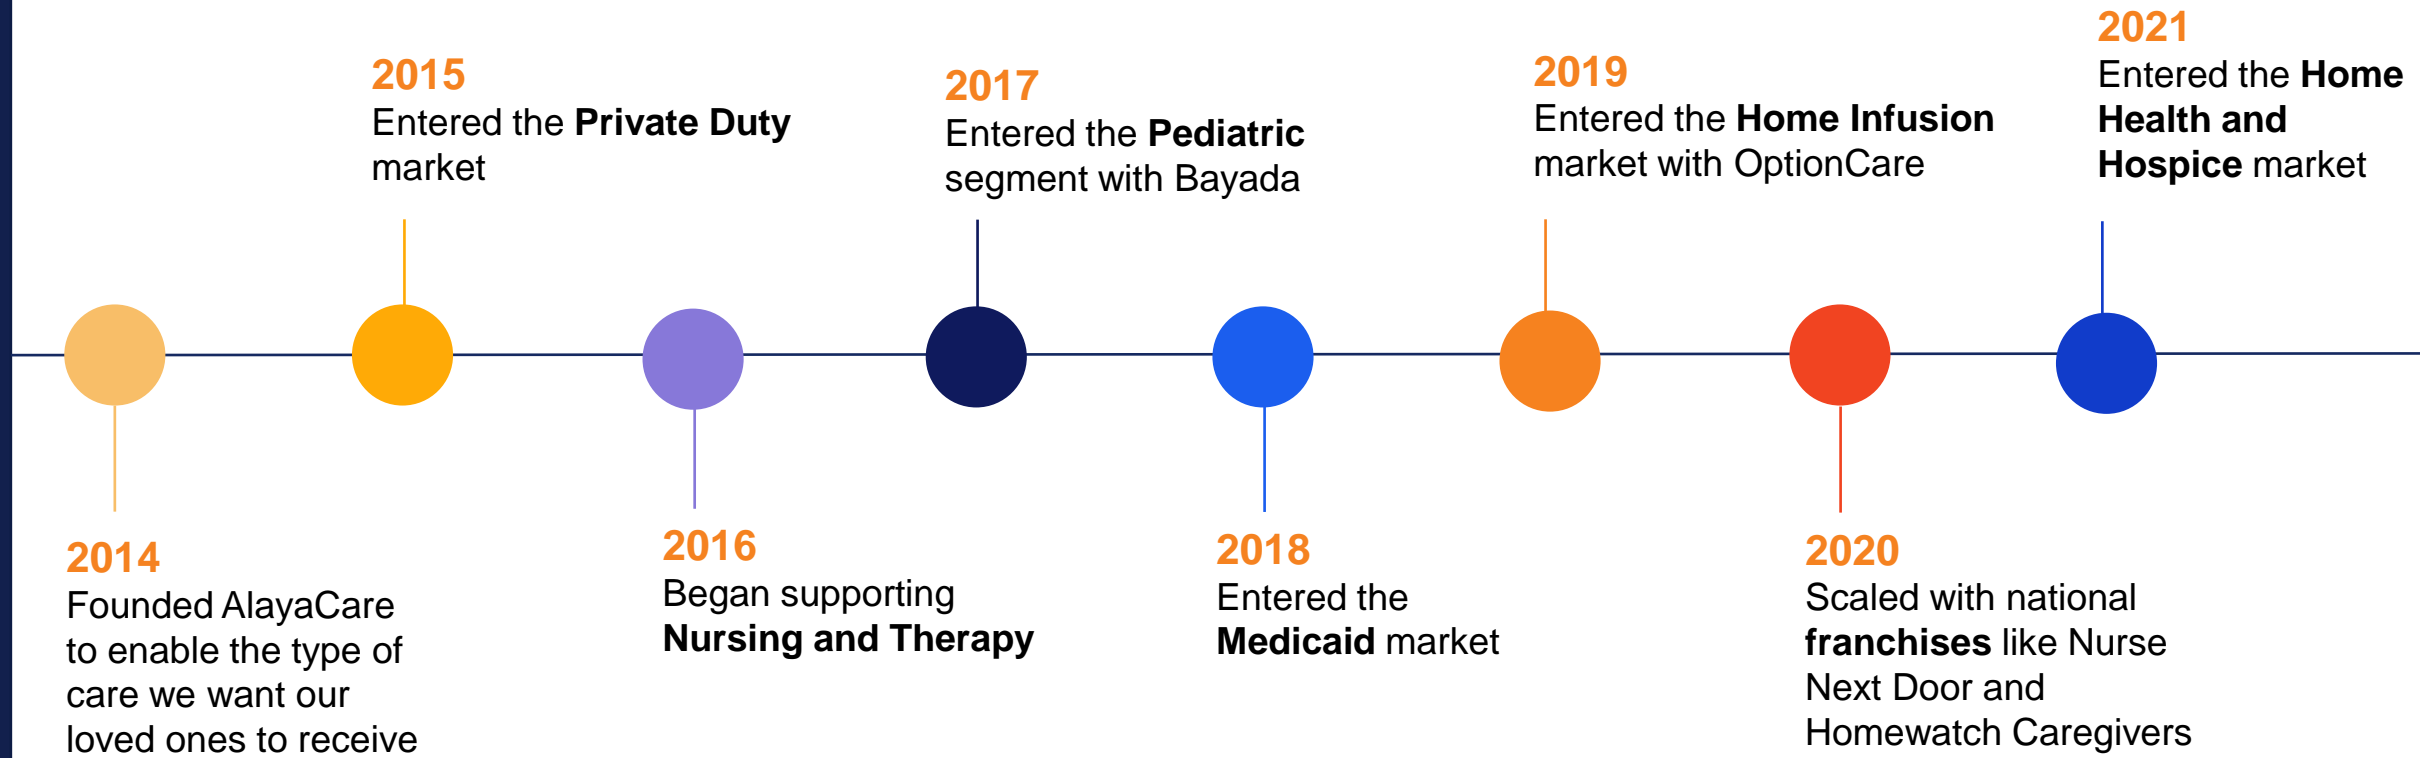 2014
Founded AlayaCare
to enable the type of
care we want our
loved ones to receive
2015
Entered the Private Duty
market
2016
Began supporting
Nursing and Therapy
2017
Entered the Pediatric
segment with Bayada
2018
Entered the
Medicaid market
2019
Entered the Home Infusion
market with OptionCare
2020
Scaled with national
franchises like Nurse
Next Door and
Homewatch Caregivers
2021
Entered the Home
Health and
Hospice market